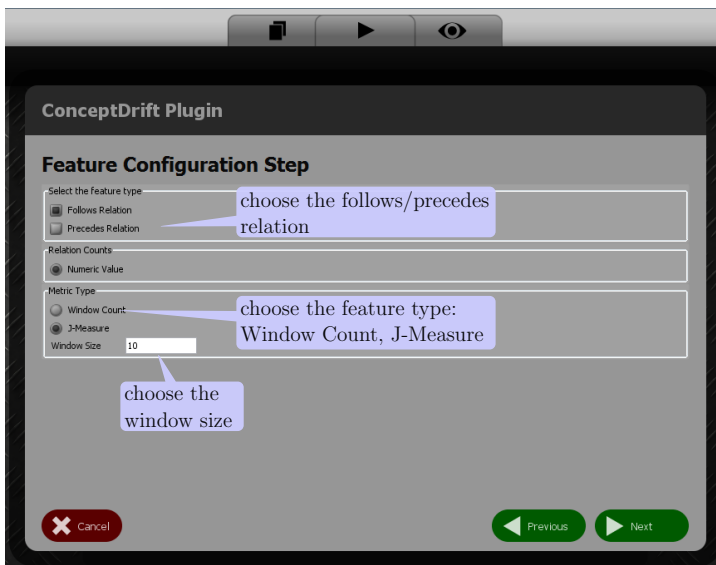 ConceptDrift Plugin
Feature Configuration Step
Select the feature type
Follows Relation
Precedes Relation
choose the follows/precedes
relation
Relation Counts
Numeric Value
Metric Type
Window Count
J-Measure
Window Size 10
choose the feature type:
Window Count, J-Measure
choose the
window size
Cancel
Previous
Next